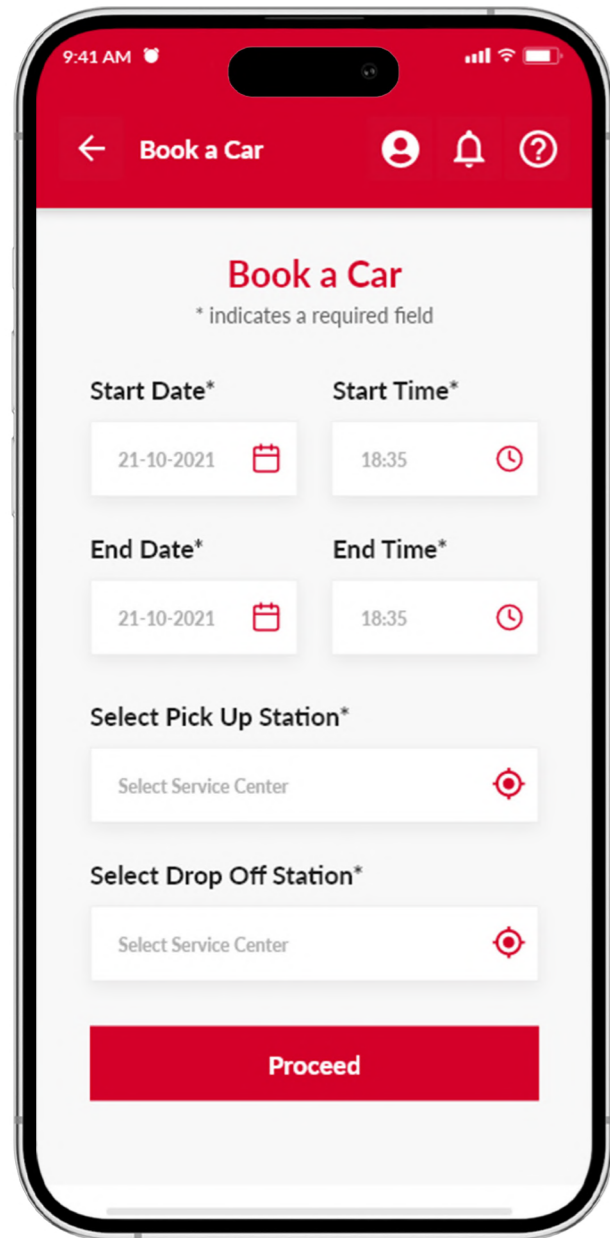 9:41 AM
Book a Car
Book a Car
* indicates a required field
Start Date* Start Time*
21-10-2021 18:35
End Date* End Time*
21-10-2021 18:35
Select Pick Up Station*
Select Service Center
Select Drop Off Station*
Select Service Center
Proceed